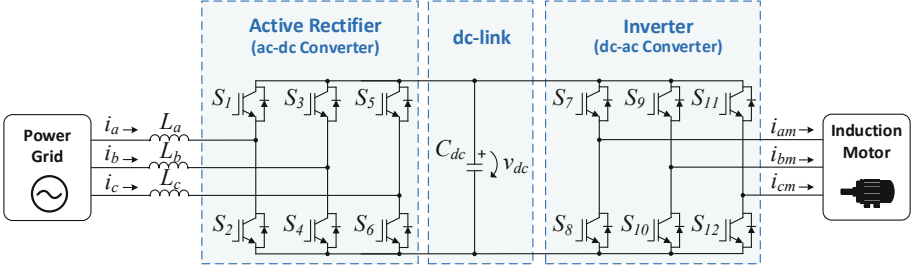 Active Rectifier
(ac-dc Converter)
dc-link
Inverter
(dc-ac Converter)
S1 S3 S5
S7 S9 S11
Power
Grid
ia La
ib Lb
ic Lc
Cdc + vdc
iam
ibm
icm
Induction
Motor
S2 S4 S6
S8 S10 S12